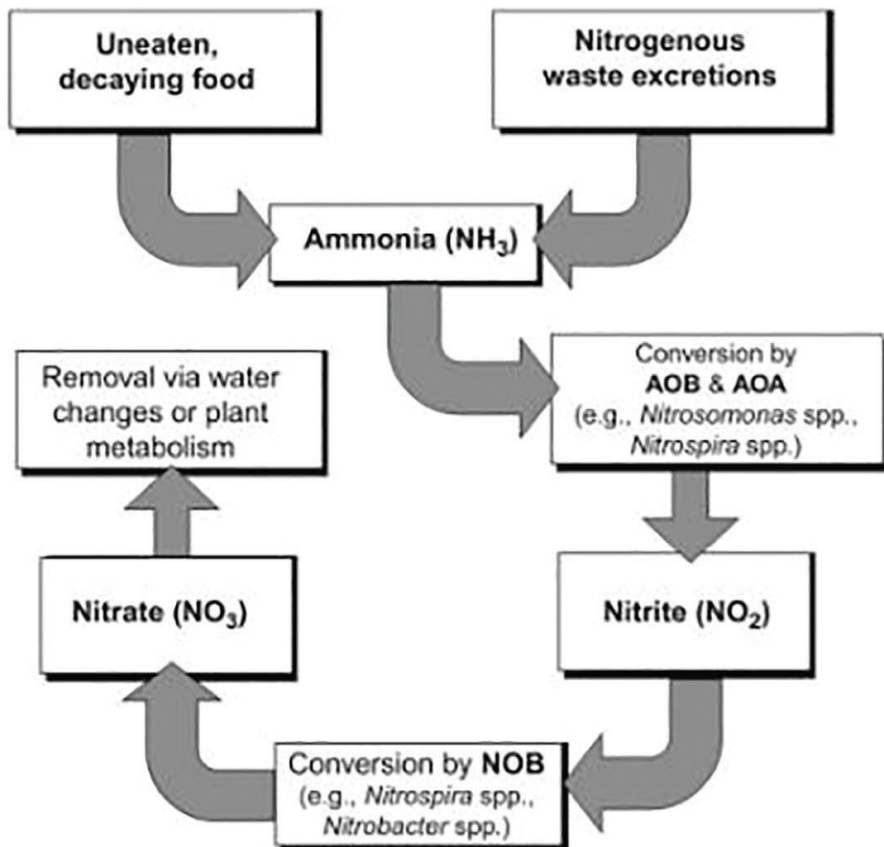 Uneaten,
decaying food
Nitrogenous
waste excretions
Ammonia (NH₃)
Conversion by
AOB & AOA
(e.g., Nitrosomonas spp.,
Nitrospira spp.)
Removal via water
changes or plant
metabolism
Nitrate (NO₃)
Nitrite (NO₂)
Conversion by NOB
(e.g., Nitrospira spp.,
Nitrobacter spp.)